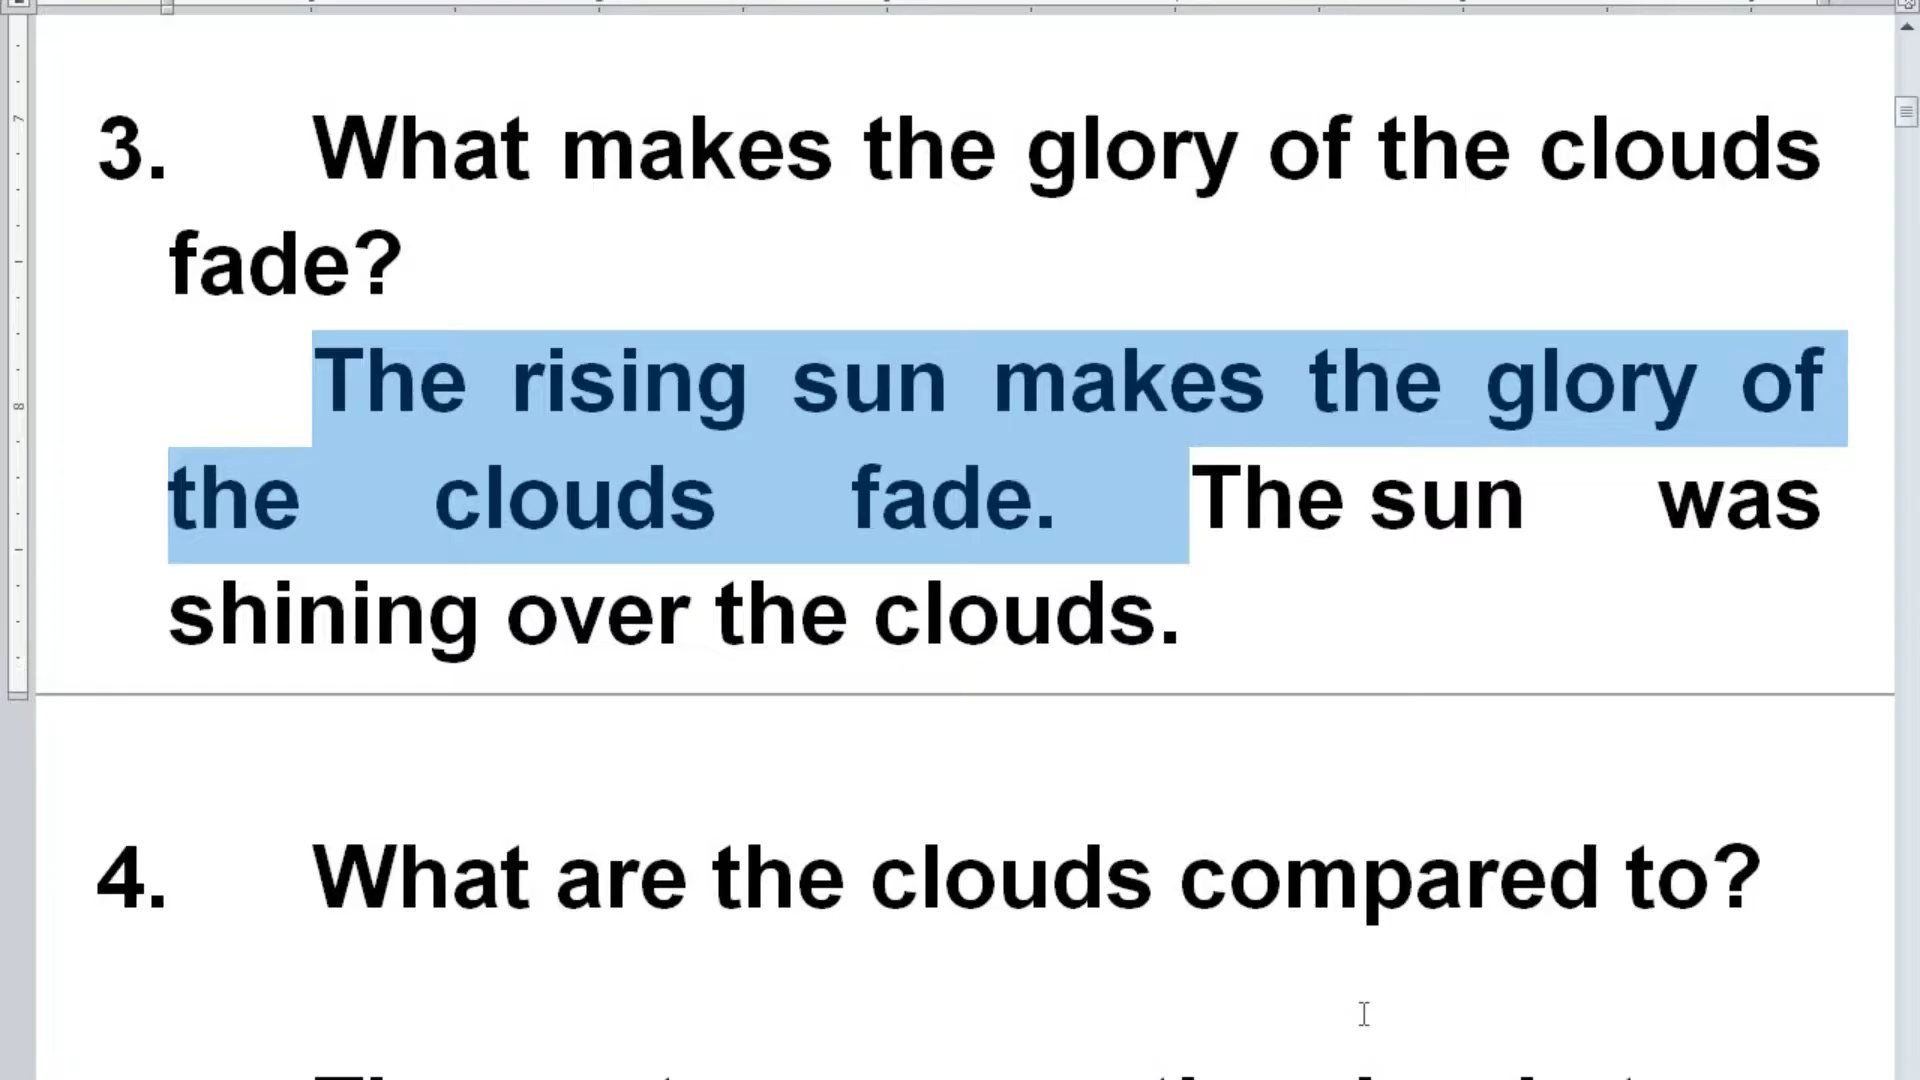 3. What makes the glory of the clouds
fade?
The rising sun makes the glory of
the clouds fade. The sun was
shining over the clouds.
4. What are the clouds compared to?